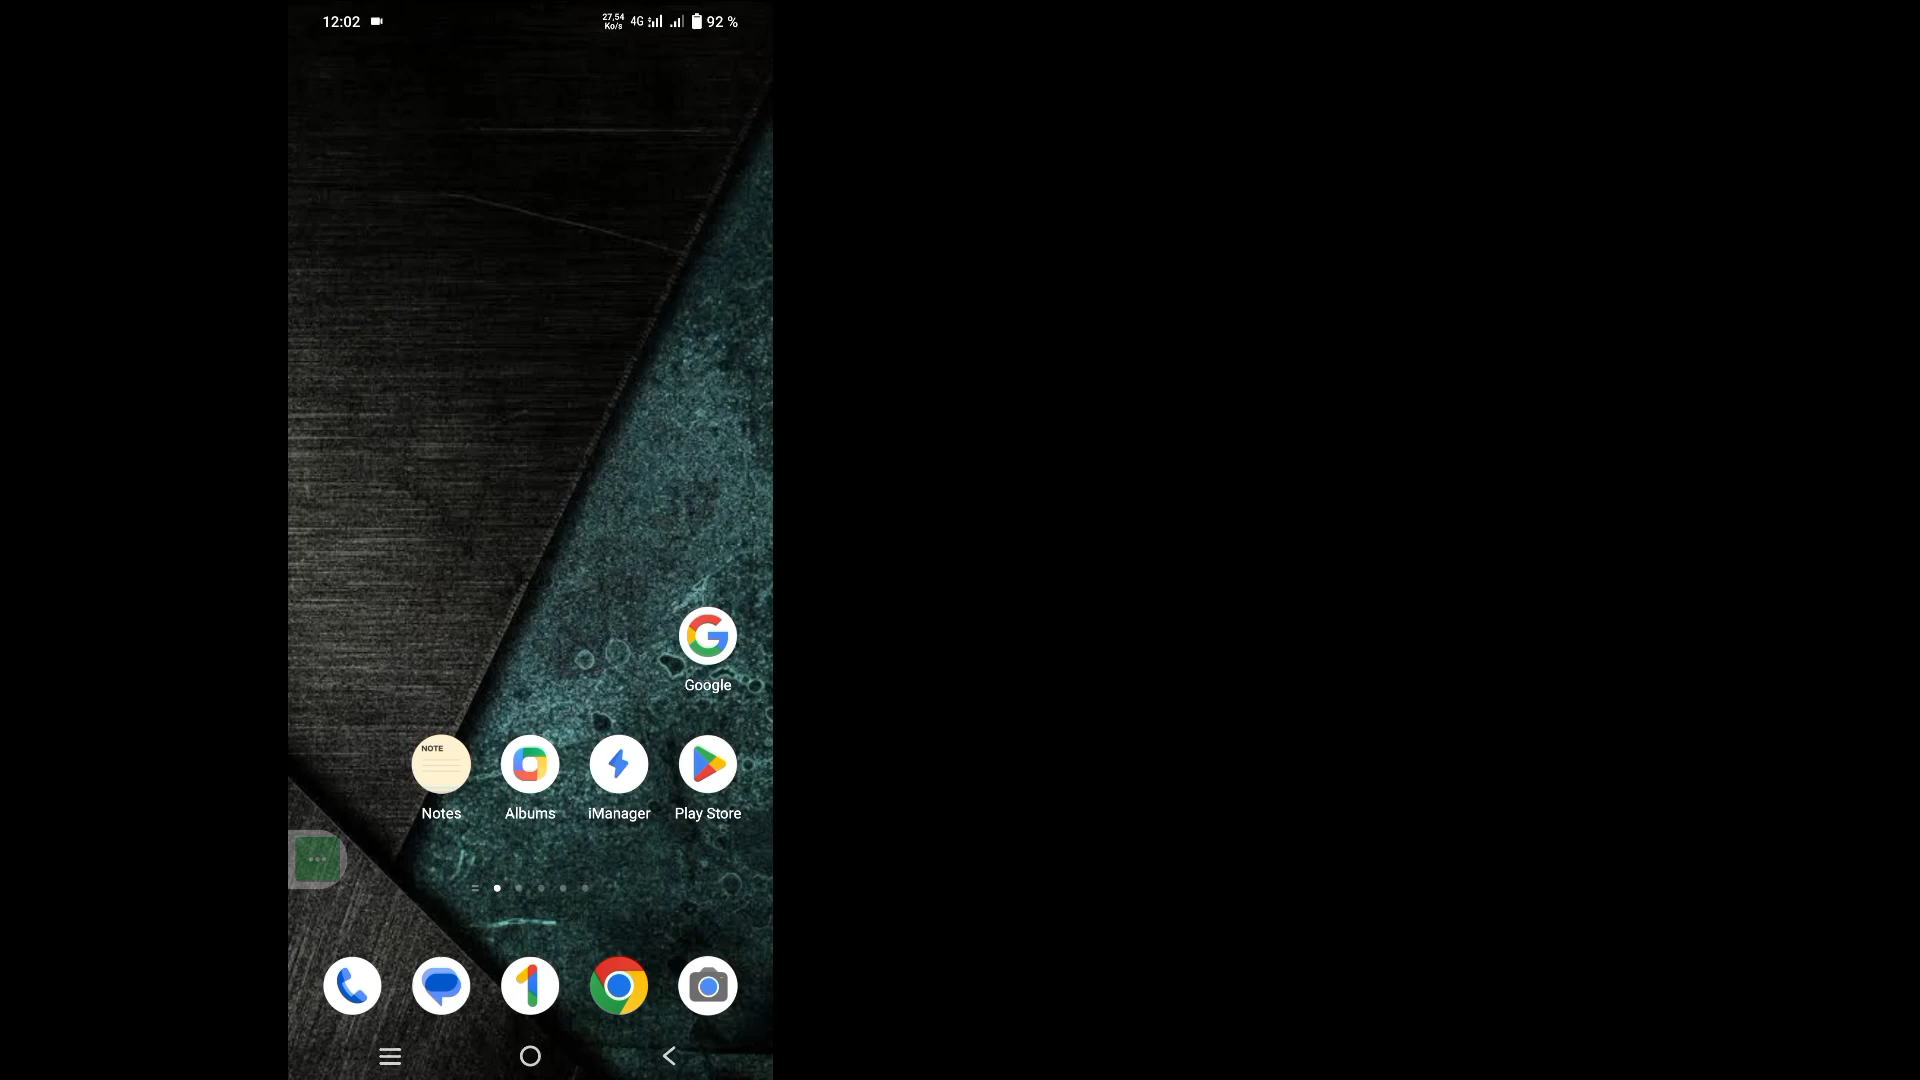 12:02
27,54 Ko/s 4G 92 %
Google
NOTE
Notes Albums iManager Play Store